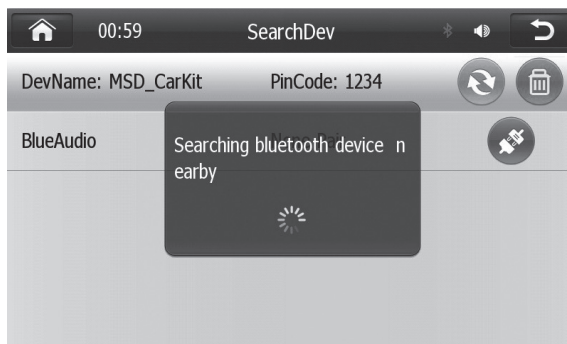 00:59 SearchDev
DevName: MSD_CarKit PinCode: 1234
BlueAudio
Searching bluetooth device n
earby